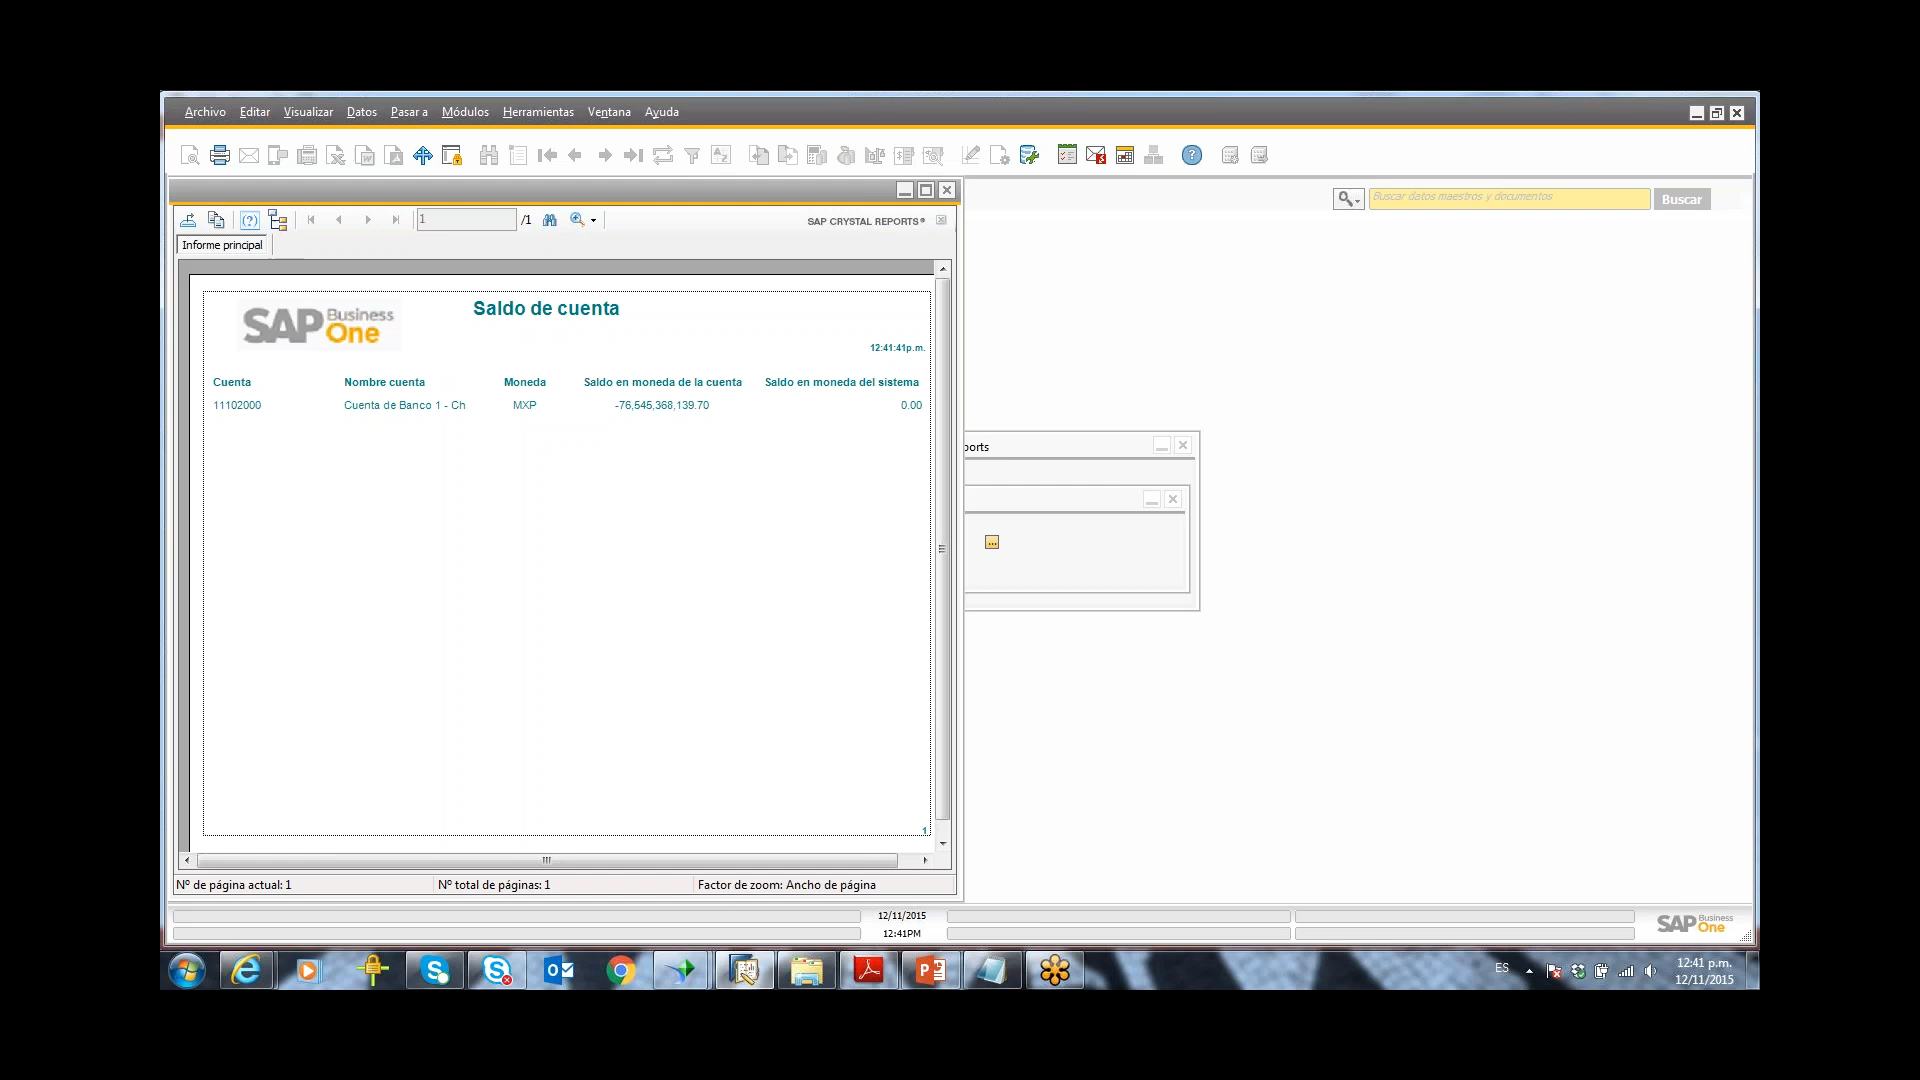 Archivo Editar Visualizar Datos Pasar a Módulos Herramientas Ventana Ayuda
Buscar datos maestros y documentos Buscar
1 /1 SAP CRYSTAL REPORTS®
Informe principal
SAP Business One
Saldo de cuenta
12:41:41p.m.
Cuenta Nombre cuenta Moneda Saldo en moneda de la cuenta Saldo en moneda del sistema
11102000 Cuenta de Banco 1 - Ch MXP -76,545,368,139.70 0.00
ports
1
Nº de página actual: 1 Nº total de páginas: 1 Factor de zoom: Ancho de página
12/11/2015
12:41PM
SAP Business One
ES
12:41 p.m.
12/11/2015